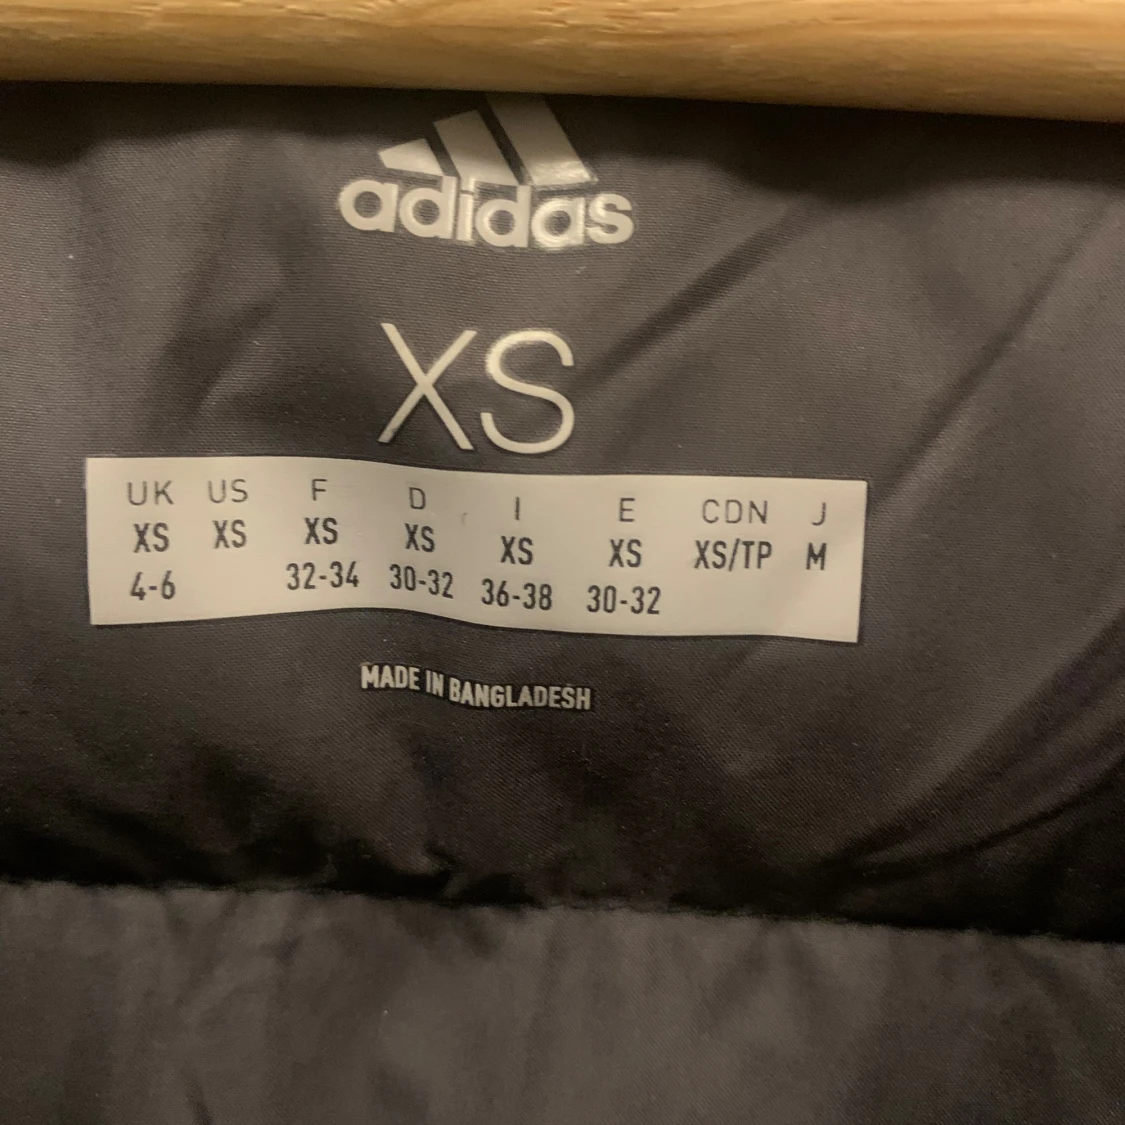 adidas
XS
UK US F D I E CDN J
XS XS XS XS XS XS XS/TP M
4-6 32-34 30-32 36-38 30-32
MADE IN BANGLADESH